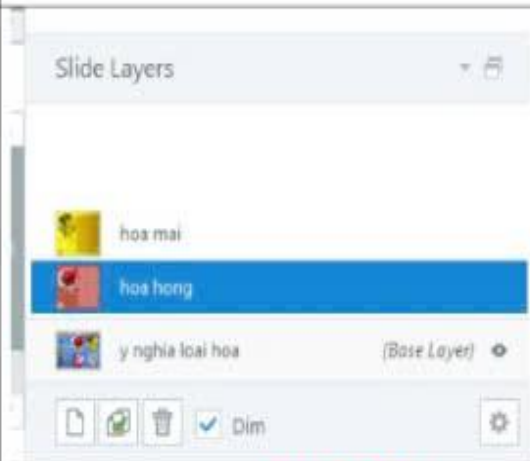 Slide Layers
hoa mai
hoa hong
y nghia loai hoa (Base Layer)
Dim